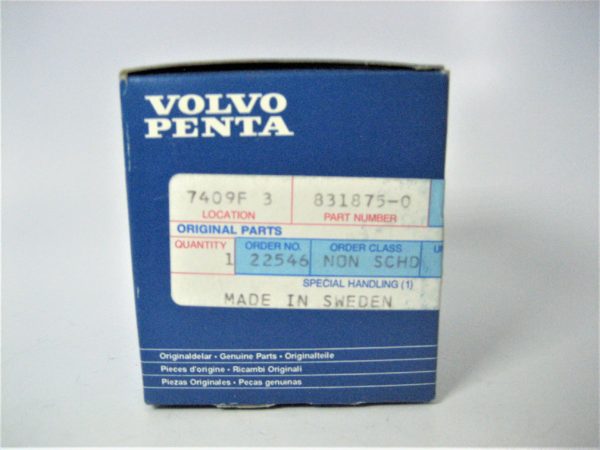 VOLVO
PENTA
7409F 3 831875-0
LOCATION PART NUMBER
ORIGINAL PARTS
QUANTITY ORDER NO. ORDER CLASS
1 22546 NON SCHD
SPECIAL HANDLING (1)
MADE IN SWEDEN
Originaldelar • Genuine Parts • Originalteile
Pieces d'origine • Ricambi Originali
Piezas Originales • Pecas genuinas